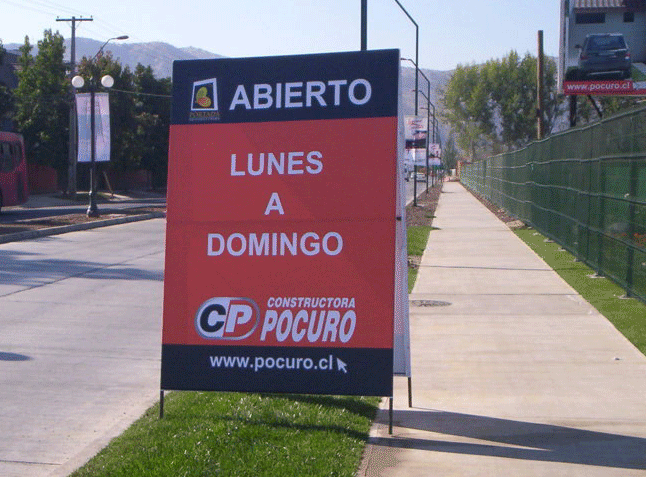 ABIERTO
LUNES
A
DOMINGO
CP CONSTRUCTORA
POCURO
www.pocuro.cl
www.pocuro.cl